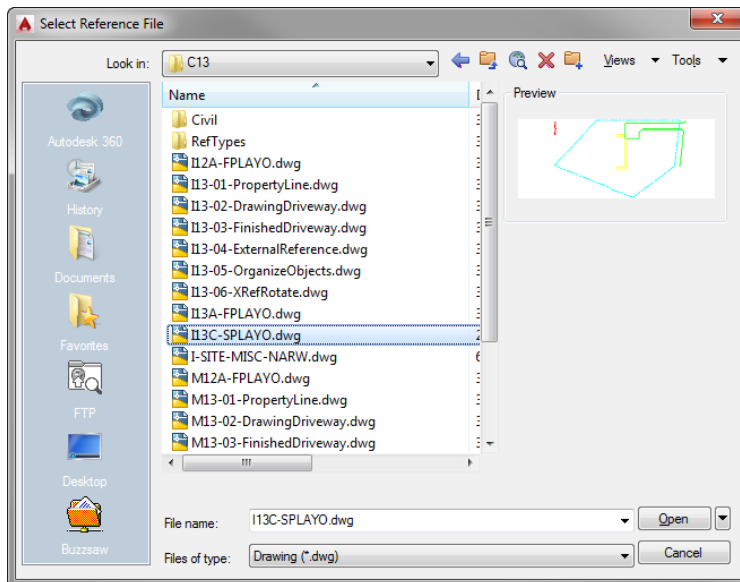 Select Reference File
Look in: C13 Views Tools
Autodesk 360
History
Documents
Favorites
FTP
Desktop
Buzzsaw
Name
Civil
RefTypes
I12A-FPLAYO.dwg
I13-01-PropertyLine.dwg
I13-02-DrawingDriveway.dwg
I13-03-FinishedDriveway.dwg
I13-04-ExternalReference.dwg
I13-05-OrganizeObjects.dwg
I13-06-XRefRotate.dwg
I13A-FPLAYO.dwg
I13C-SPLAYO.dwg
I-SITE-MISC-NARW.dwg
M12A-FPLAYO.dwg
M13-01-PropertyLine.dwg
M13-02-DrawingDriveway.dwg
M13-03-FinishedDriveway.dwg
Preview
File name: I13C-SPLAYO.dwg Open
Files of type: Drawing (*.dwg) Cancel